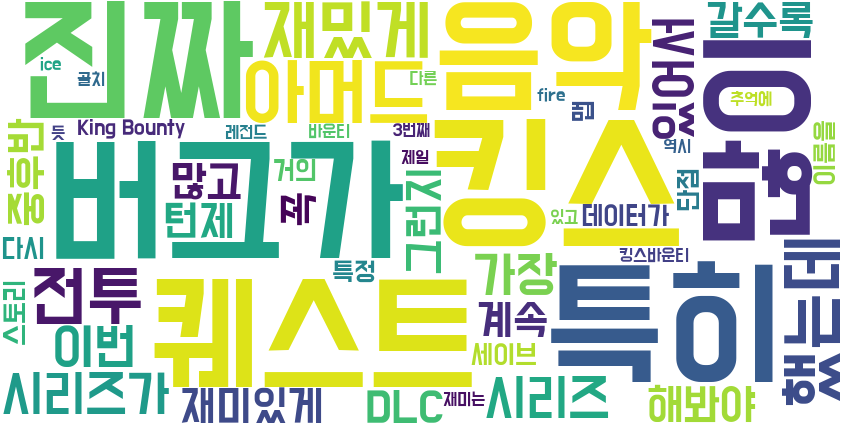 진짜
재밌게
음악
갈수록
ice
골치
아머드
다른
fire
맵
있었어
이
추억에
듯
King Bounty
레전드
바운티
3번째
킹스
역시
이름을
중후반
버그가
많고
꼭
거의
제일
그런지
단점
턴제
있고
데이터가
다시
전투
특정
가장
킹스바운티
특히
했는데
스토리
이번
퀘스트
계속
세이브
시리즈가
재미있게
DLC
재미는
시리즈
해봐야